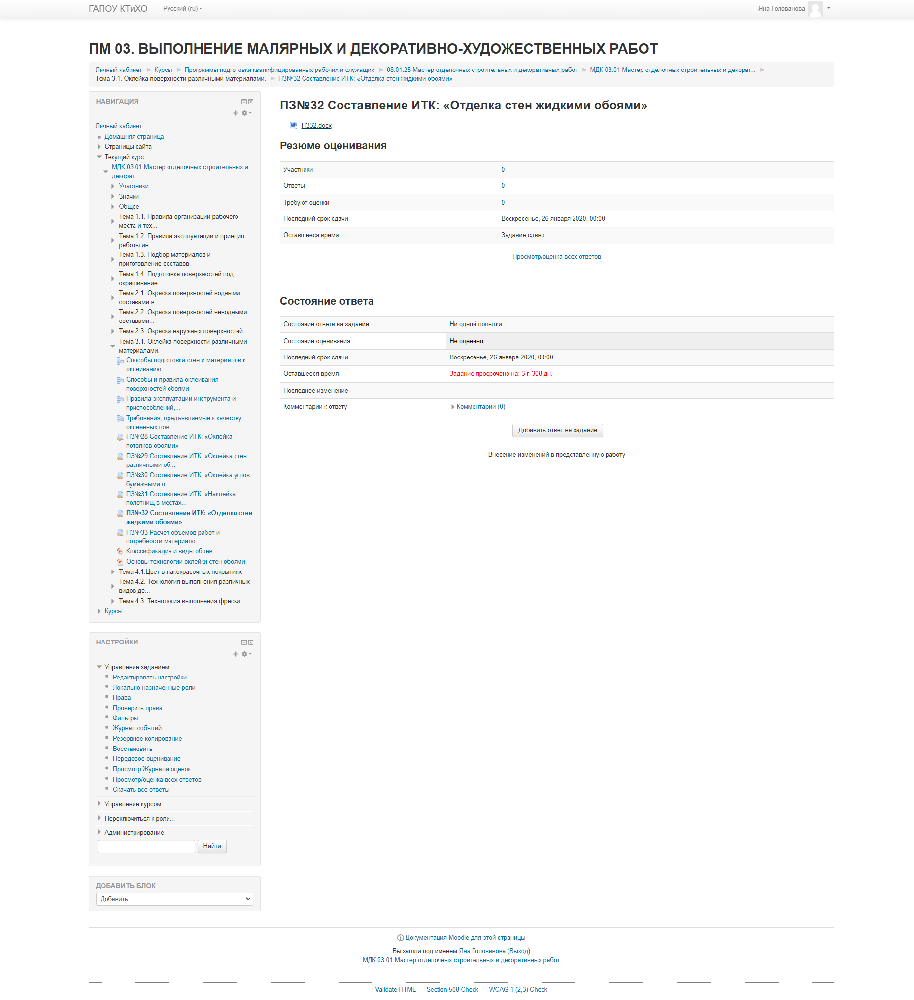 ГАПОУ КТиХО Русский (ru) Яна Голованова
ПМ 03. ВЫПОЛНЕНИЕ МАЛЯРНЫХ И ДЕКОРАТИВНО-ХУДОЖЕСТВЕННЫХ РАБОТ
Личный кабинет Курсы Программы подготовки квалифицированных рабочих и служащих 08.01.25 Мастер отделочных строительных и декоративных работ МДК 03.01 Мастер отделочных строительных и декорат...
Тема 3.1. Оклейка поверхности различными материалами. ПЗ№32 Составление ИТК: «Отделка стен жидкими обоями»
НАВИГАЦИЯ
Личный кабинет
Домашняя страница
Страницы сайта
Текущий курс
МДК 03.01 Мастер отделочных строительных и
декорат...
Участники
Значки
Общее
Тема 1.1. Правила организации рабочего
места и тех...
Тема 1.2. Правила эксплуатации и принцип
работы ин...
Тема 1.3. Подбор материалов и
приготовление составов.
Тема 1.4. Подготовка поверхностей под
окрашивание ...
Тема 2.1. Окраска поверхностей водными
составами в...
Тема 2.2. Окраска поверхностей неводными
составами...
Тема 2.3. Окраска наружных поверхностей
Тема 3.1. Оклейка поверхности различными
материалами.
Способы подготовки стен и материалов к
оклеиванию ...
Способы и правила оклеивания
поверхностей обоями
Правила эксплуатации инструмента и
приспособлений,...
Требования, предъявляемые к качеству
оклеенных пов...
ПЗ№28 Составление ИТК: «Оклейка
потолков обоями»
ПЗ№29 Составление ИТК: «Оклейка стен
различными об...
ПЗ№30 Составление ИТК: «Оклейка углов
бумажными о...
ПЗ№31 Составление ИТК: «Наклейка
полотнищ в местах...
ПЗ№32 Составление ИТК: «Отделка стен
жидкими обоями»
ПЗ№33 Расчет объемов работ и
потребности материало...
Классификация и виды обоев
Основы технологии оклейки стен обоями
Тема 4.1.Цвет в лакокрасочных покрытиях
Тема 4.2. Технология выполнения различных
видов де...
Тема 4.3. Технология выполнения фрески
Курсы
НАСТРОЙКИ
Управление заданием
Редактировать настройки
Локально назначенные роли
Права
Проверить права
Фильтры
Журнал событий
Резервное копирование
Восстановить
Передовое оценивание
Просмотр Журнала оценок
Просмотр/оценка всех ответов
Скачать все ответы
Управление курсом
Переключиться к роли...
Администрирование
Найти
ДОБАВИТЬ БЛОК
Добавить...
ПЗ№32 Составление ИТК: «Отделка стен жидкими обоями»
ПЗ32.docx
Резюме оценивания
Участники 0
Ответы 0
Требуют оценки 0
Последний срок сдачи Воскресенье, 26 января 2020, 00:00
Оставшееся время Задание сдано
Просмотр/оценка всех ответов
Состояние ответа
Состояние ответа на задание Ни одной попытки
Состояние оценивания Не оценено
Последний срок сдачи Воскресенье, 26 января 2020, 00:00
Оставшееся время Задание просрочено на: 3 г. 308 дн.
Последнее изменение -
Комментарии к ответу Комментарии (0)
Добавить ответ на задание
Внесение изменений в представленную работу
Документация Moodle для этой страницы
Вы зашли под именем Яна Голованова (Выход)
МДК 03.01 Мастер отделочных строительных и декоративных работ
Validate HTML Section 508 Check WCAG 1 (2,3) Check